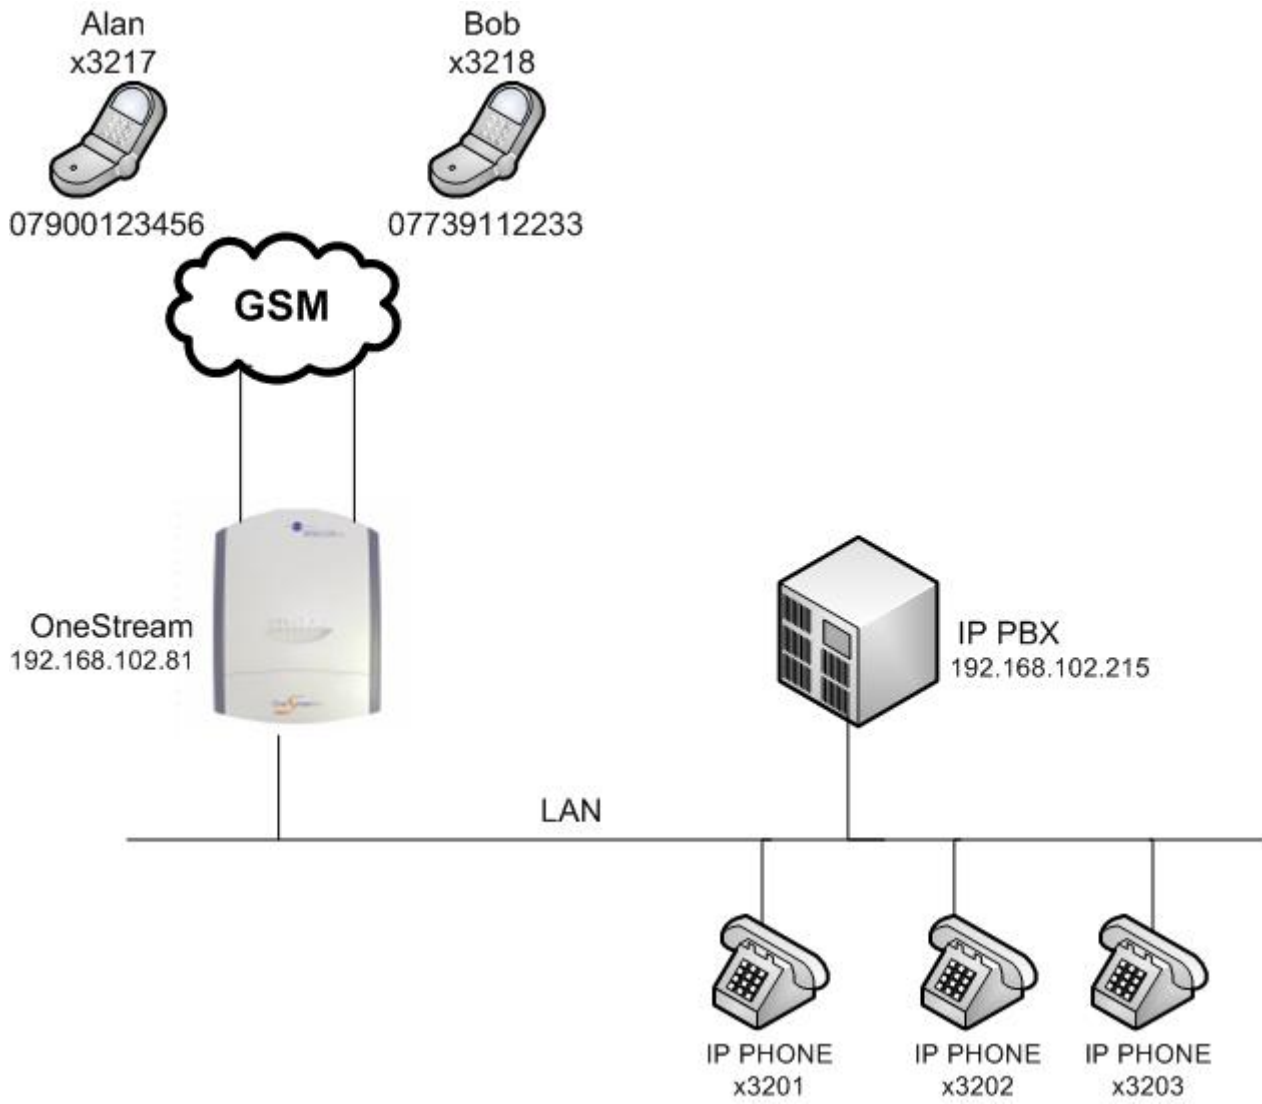 Alan
x3217
07900123456
Bob
x3218
07739112233
GSM
OneStream
192.168.102.81
IP PBX
192.168.102.215
LAN
IP PHONE
x3201
IP PHONE
x3202
IP PHONE
x3203